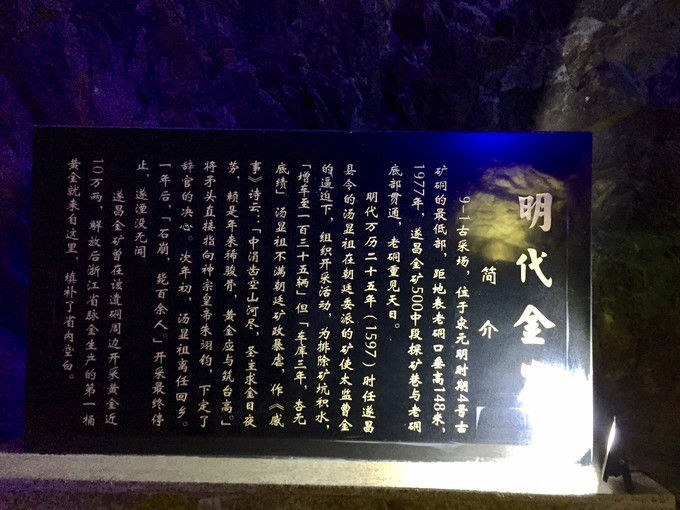 明代金
简介
9-1古采场，位于宋元明时期4号古
矿硐的最低部，距地表老硐口垂高148米，
1977年，遂昌金矿500中段探矿巷与老硐
底部贯通，老硐重见天日。
明代万历二十五年（1597）时任遂昌
县令的汤显祖在朝廷委派的矿使太监曹金
的逼迫下，组织开采活动，为排除矿坑积水，
“增车至一百三十五辆”但“车库三年，杳无
底绩”汤显祖不满朝廷矿政暴虐，作《感
事》诗云：“中涓凿空山河尽，圣主求金日夜
劳，赖是年来稀骏骨，黄金应与筑台高。”
将矛头直接指向神宗皇帝朱翊钧，下定了
辞官的决心。次年初，汤显祖离任回乡。
一年后，“石崩，毙百余人。”开采最终停
止，遂湮没无闻
遂昌金矿曾在该遗硐周边开采黄金近
10万两，解放后浙江省脉金生产的第一桶
黄金就来自这里，填补了省内空白。